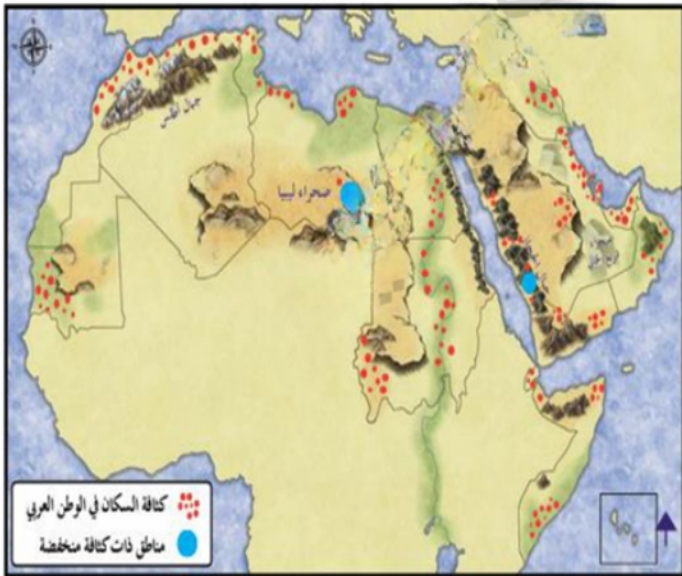 جبال أطلس
صحراء ليبيا
كثافة السكان في الوطن العربي
مناطق ذات كثافة منخفضة